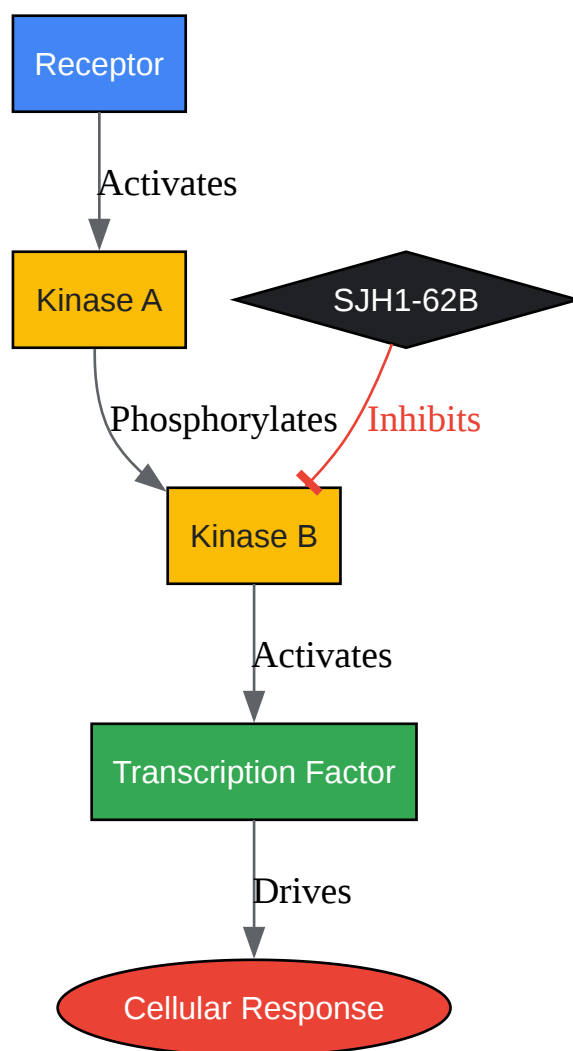 Receptor
Activates
Kinase A
SJH1-62B
Phosphorylates
Inhibits
Kinase B
Activates
Transcription Factor
Drives
Cellular Response